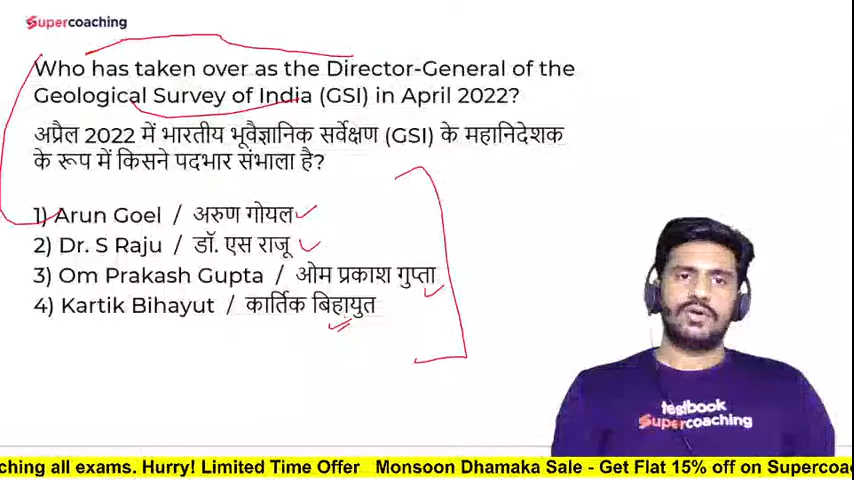 Supercoaching
Who has taken over as the Director-General of the
Geological Survey of India (GSI) in April 2022?
अप्रैल 2022 में भारतीय भूवैज्ञानिक सर्वेक्षण (GSI) के महानिदेशक
के रूप में किसने पदभार संभाला है?
1) Arun Goel / अरुण गोयल
2) Dr. S Raju / डॉ. एस राजू
3) Om Prakash Gupta / ओम प्रकाश गुप्ता
4) Kartik Bihayut / कार्तिक बिहायुत
testbook
Supercoaching
ching all exams. Hurry! Limited Time Offer Monsoon Dhamaka Sale - Get Flat 15% off on Supercoa